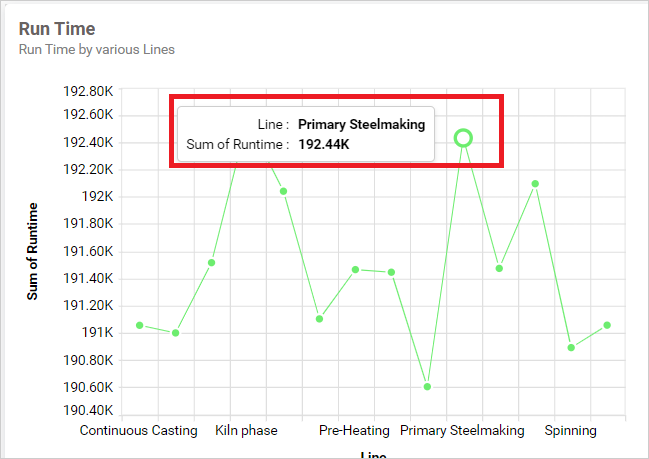 Run Time
Run Time by various Lines
192.80K
192.60K
Line : Primary Steelmaking
192.40K
Sum of Runtime : 192.44K
192.20K
192K
191.80K
191.60K
191.40K
191.20K
191K
190.80K
190.60K
190.40K
Sum of Runtime
Continuous Casting Kiln phase Pre-Heating Primary Steelmaking Spinning
Line